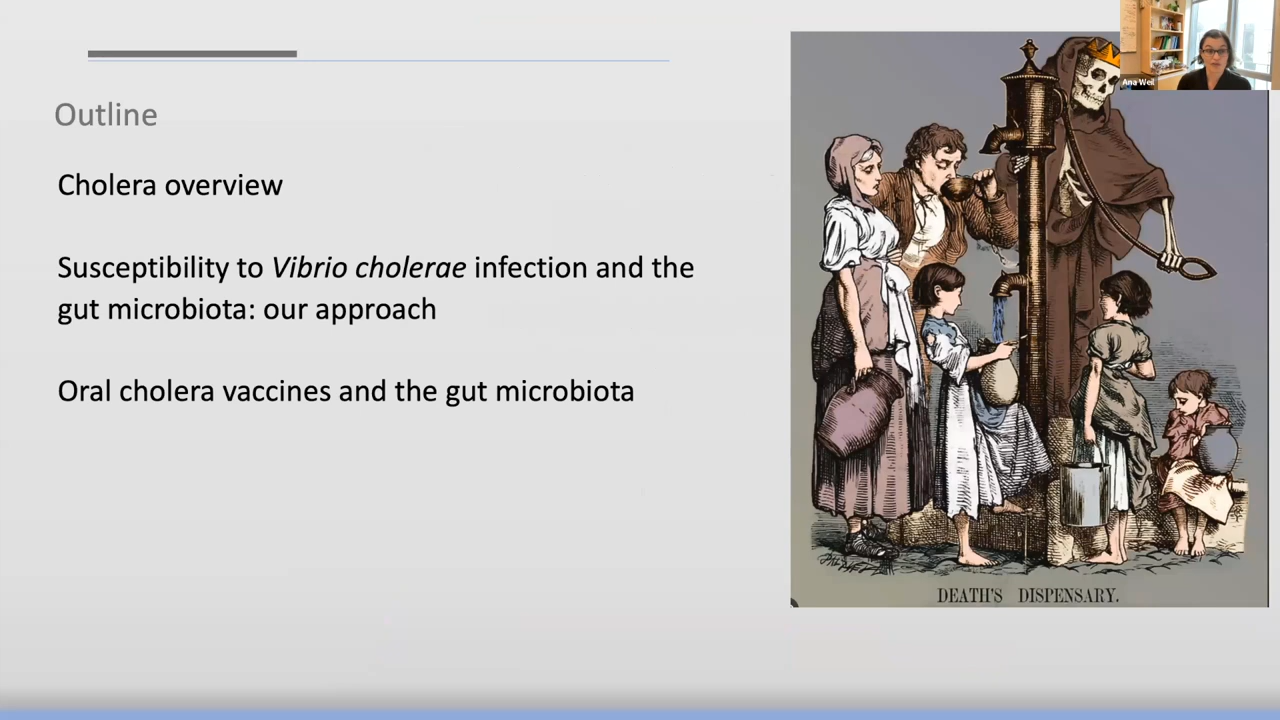 Outline
Cholera overview
Susceptibility to Vibrio cholerae infection and the
gut microbiota: our approach
Oral cholera vaccines and the gut microbiota
Ana Weil
DEATH'S DISPENSARY.